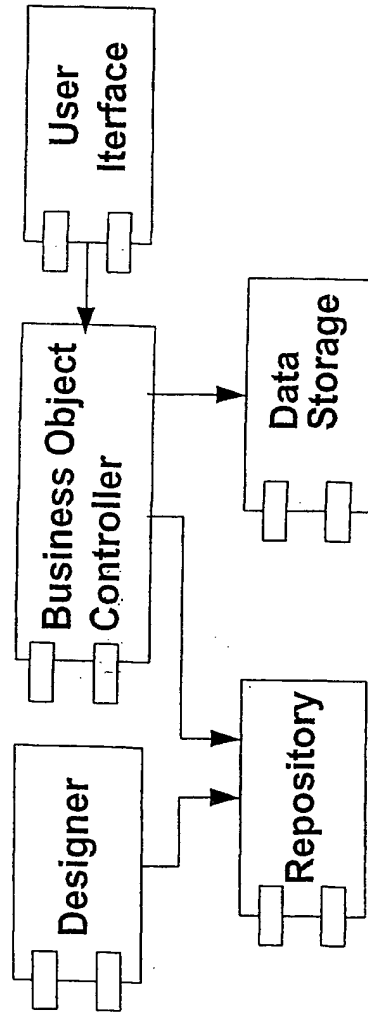 Designer
Business Object
Controller
User
Iterface
Repository
Data
Storage